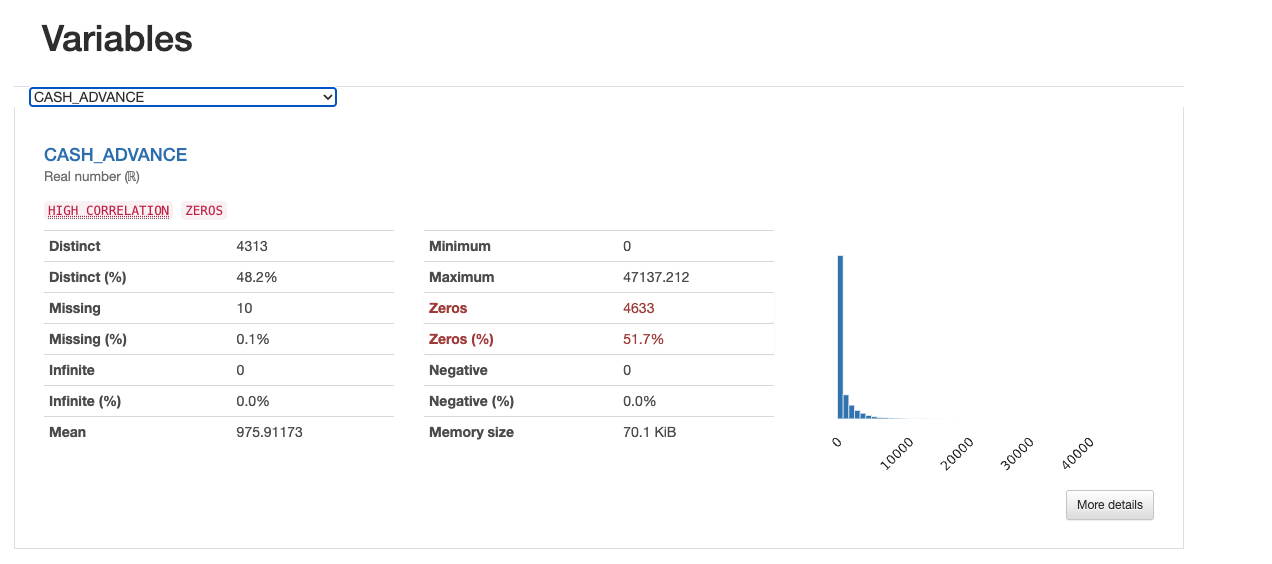 Variables
CASH_ADVANCE
CASH_ADVANCE
Real number (ℝ)
HIGH CORRELATION ZEROS
Distinct 4313
Distinct (%) 48.2%
Missing 10
Missing (%) 0.1%
Infinite 0
Infinite (%) 0.0%
Mean 975.91173
Minimum 0
Maximum 47137.212
Zeros 4633
Zeros (%) 51.7%
Negative 0
Negative (%) 0.0%
Memory size 70.1 KiB
0 10000 20000 30000 40000
More details